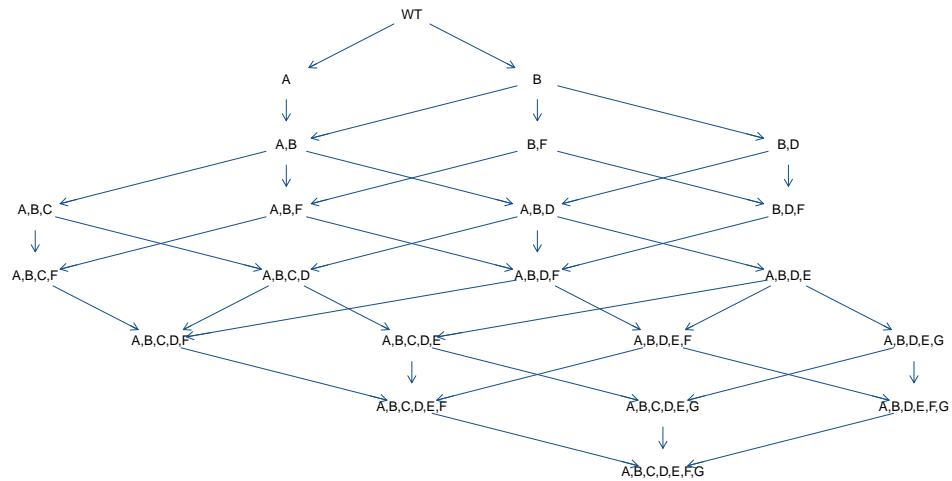 WT
A
B
A,B
B,F
B,D
A,B,C
A,B,F
A,B,D
B,D,F
A,B,C,F
A,B,C,D
A,B,D,F
A,B,D,E
A,B,C,D,F
A,B,C,D,E
A,B,D,E,F
A,B,D,E,G
A,B,C,D,E,F
A,B,C,D,E,G
A,B,D,E,F,G
A,B,C,D,E,F,G